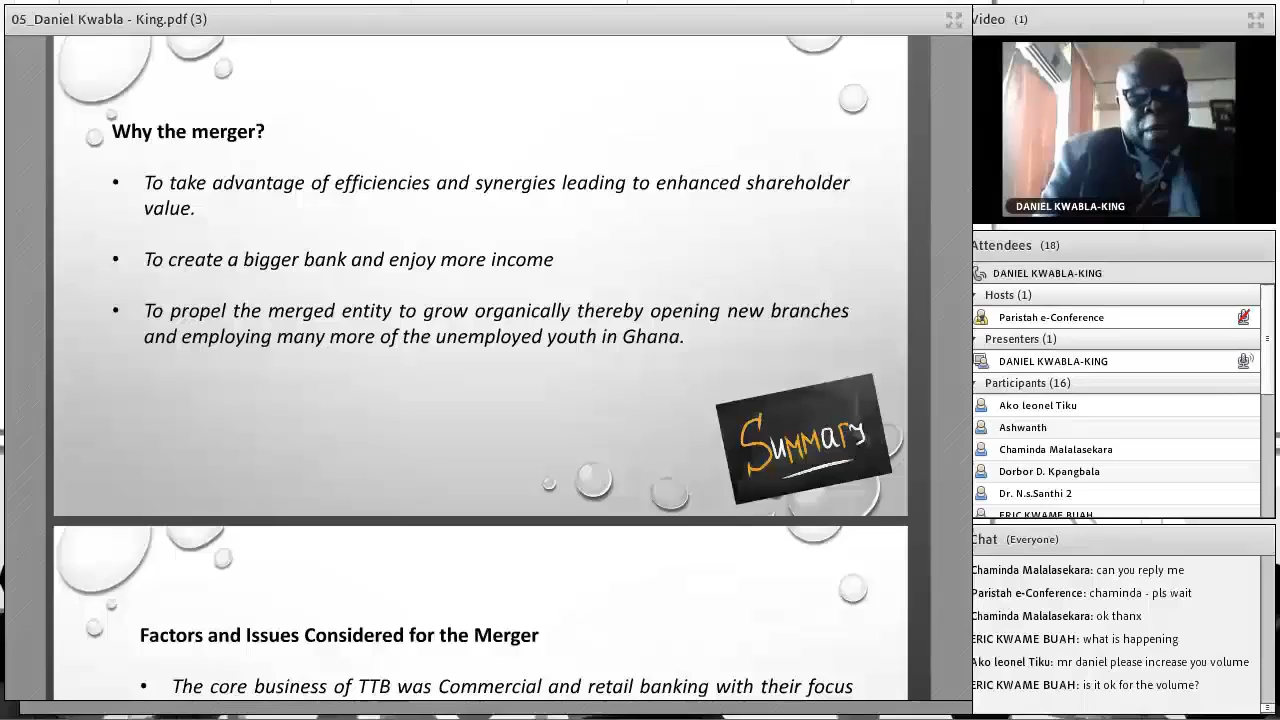 05_Daniel Kwabla - King.pdf (3)
Why the merger?
• To take advantage of efficiencies and synergies leading to enhanced shareholder
value.
• To create a bigger bank and enjoy more income
• To propel the merged entity to grow organically thereby opening new branches
and employing many more of the unemployed youth in Ghana.
Summary
Factors and Issues Considered for the Merger
• The core business of TTB was Commercial and retail banking with their focus
Video (1)
DANIEL KWABLA-KING
Attendees (18)
DANIEL KWABLA-KING
Hosts (1)
Paristah e-Conference
Presenters (1)
DANIEL KWABLA-KING
Participants (16)
Ako leonel Tiku
Ashwanth
Chaminda Malalasekara
Dorbor D. Kpangbala
Dr. N.s.Santhi 2
ERIC KWAME BUAH
Chat (Everyone)
Chaminda Malalasekara: can you reply me
Paristah e-Conference: chaminda - pls wait
Chaminda Malalasekara: ok thanx
ERIC KWAME BUAH: what is happening
Ako leonel Tiku: mr daniel please increase you volume
ERIC KWAME BUAH: is it ok for the volume?